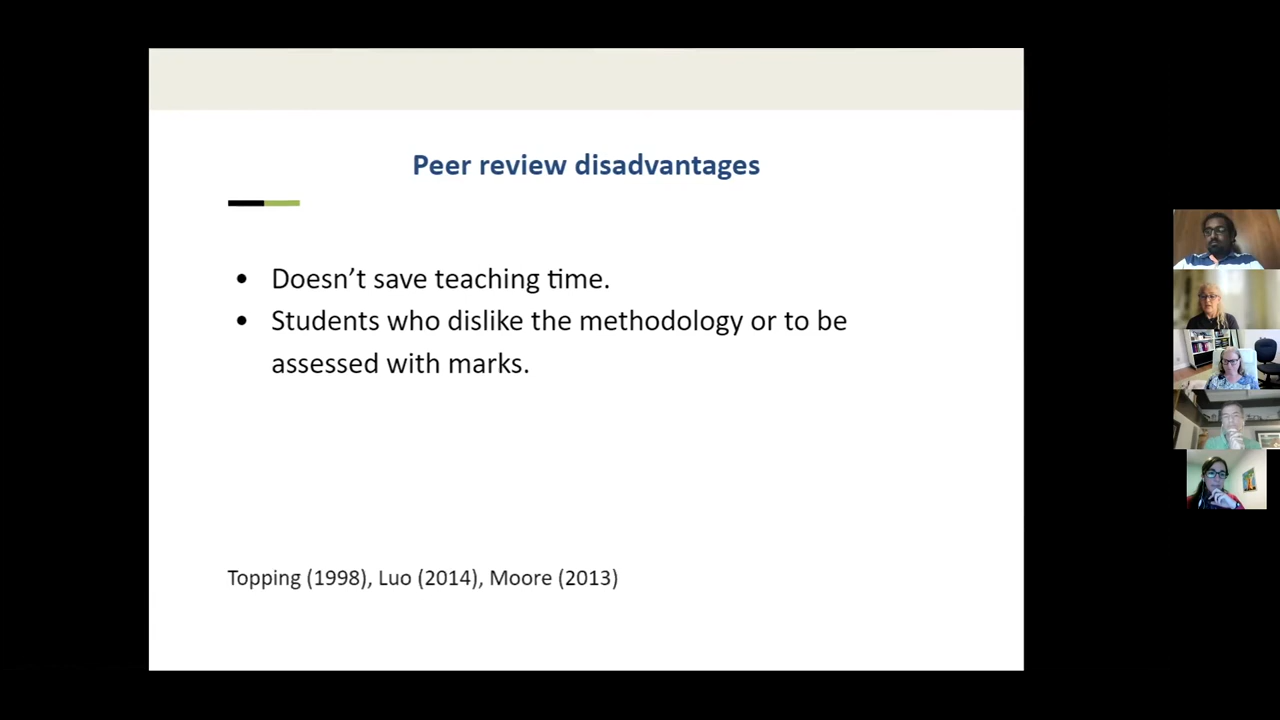 Peer review disadvantages
• Doesn’t save teaching time.
• Students who dislike the methodology or to be
assessed with marks.
Topping (1998), Luo (2014), Moore (2013)